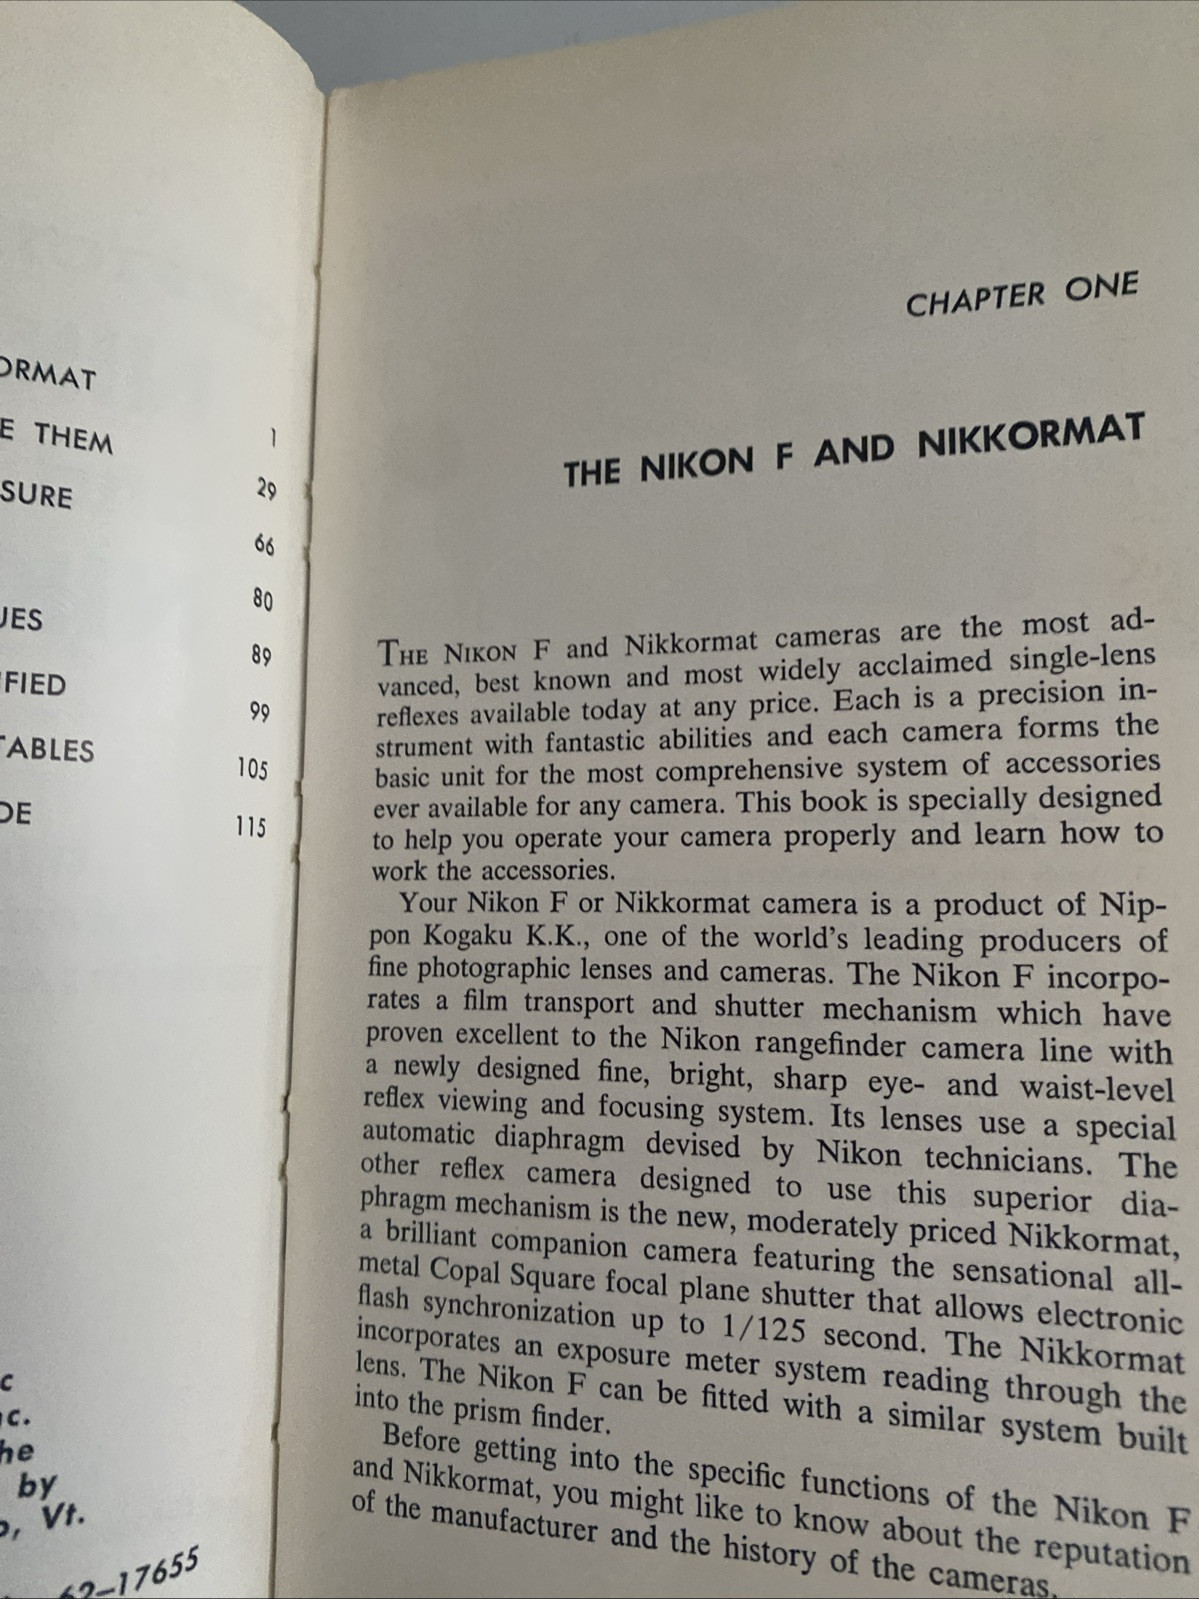 ORMAT
E THEM 1
SURE 29
66
UES 80
FIED 89
TABLES 99
DE 105
115
c
c.
he
by
, Vt.
62–17655
CHAPTER ONE
THE NIKON F AND NIKKORMAT
THE NIKON F and Nikkormat cameras are the most ad-
vanced, best known and most widely acclaimed single-lens
reflexes available today at any price. Each is a precision in-
strument with fantastic abilities and each camera forms the
basic unit for the most comprehensive system of accessories
ever available for any camera. This book is specially designed
to help you operate your camera properly and learn how to
work the accessories.
Your Nikon F or Nikkormat camera is a product of Nip-
pon Kogaku K.K., one of the world's leading producers of
fine photographic lenses and cameras. The Nikon F incorpo-
rates a film transport and shutter mechanism which have
proven excellent to the Nikon rangefinder camera line with
a newly designed fine, bright, sharp eye- and waist-level
reflex viewing and focusing system. Its lenses use a special
automatic diaphragm devised by Nikon technicians. The
other reflex camera designed to use this superior dia-
phragm mechanism is the new, moderately priced Nikkormat,
a brilliant companion camera featuring the sensational all-
metal Copal Square focal plane shutter that allows electronic
flash synchronization up to 1/125 second. The Nikkormat
incorporates an exposure meter system reading through the
lens. The Nikon F can be fitted with a similar system built
into the prism finder.
Before getting into the specific functions of the Nikon F
and Nikkormat, you might like to know about the reputation
of the manufacturer and the history of the cameras.